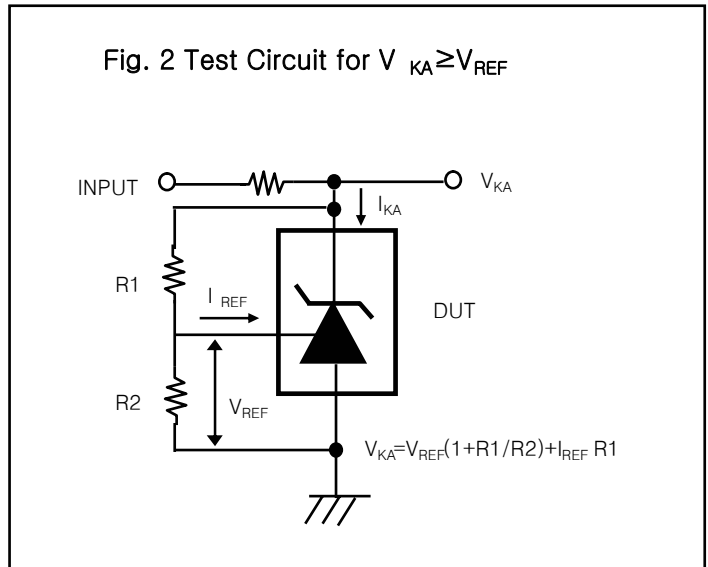 Fig. 2 Test Circuit for V KA≥VREF
INPUT
VKA
IKA
R1
I REF
DUT
R2
VREF
VKA=VREF(1+R1/R2)+IREF R1